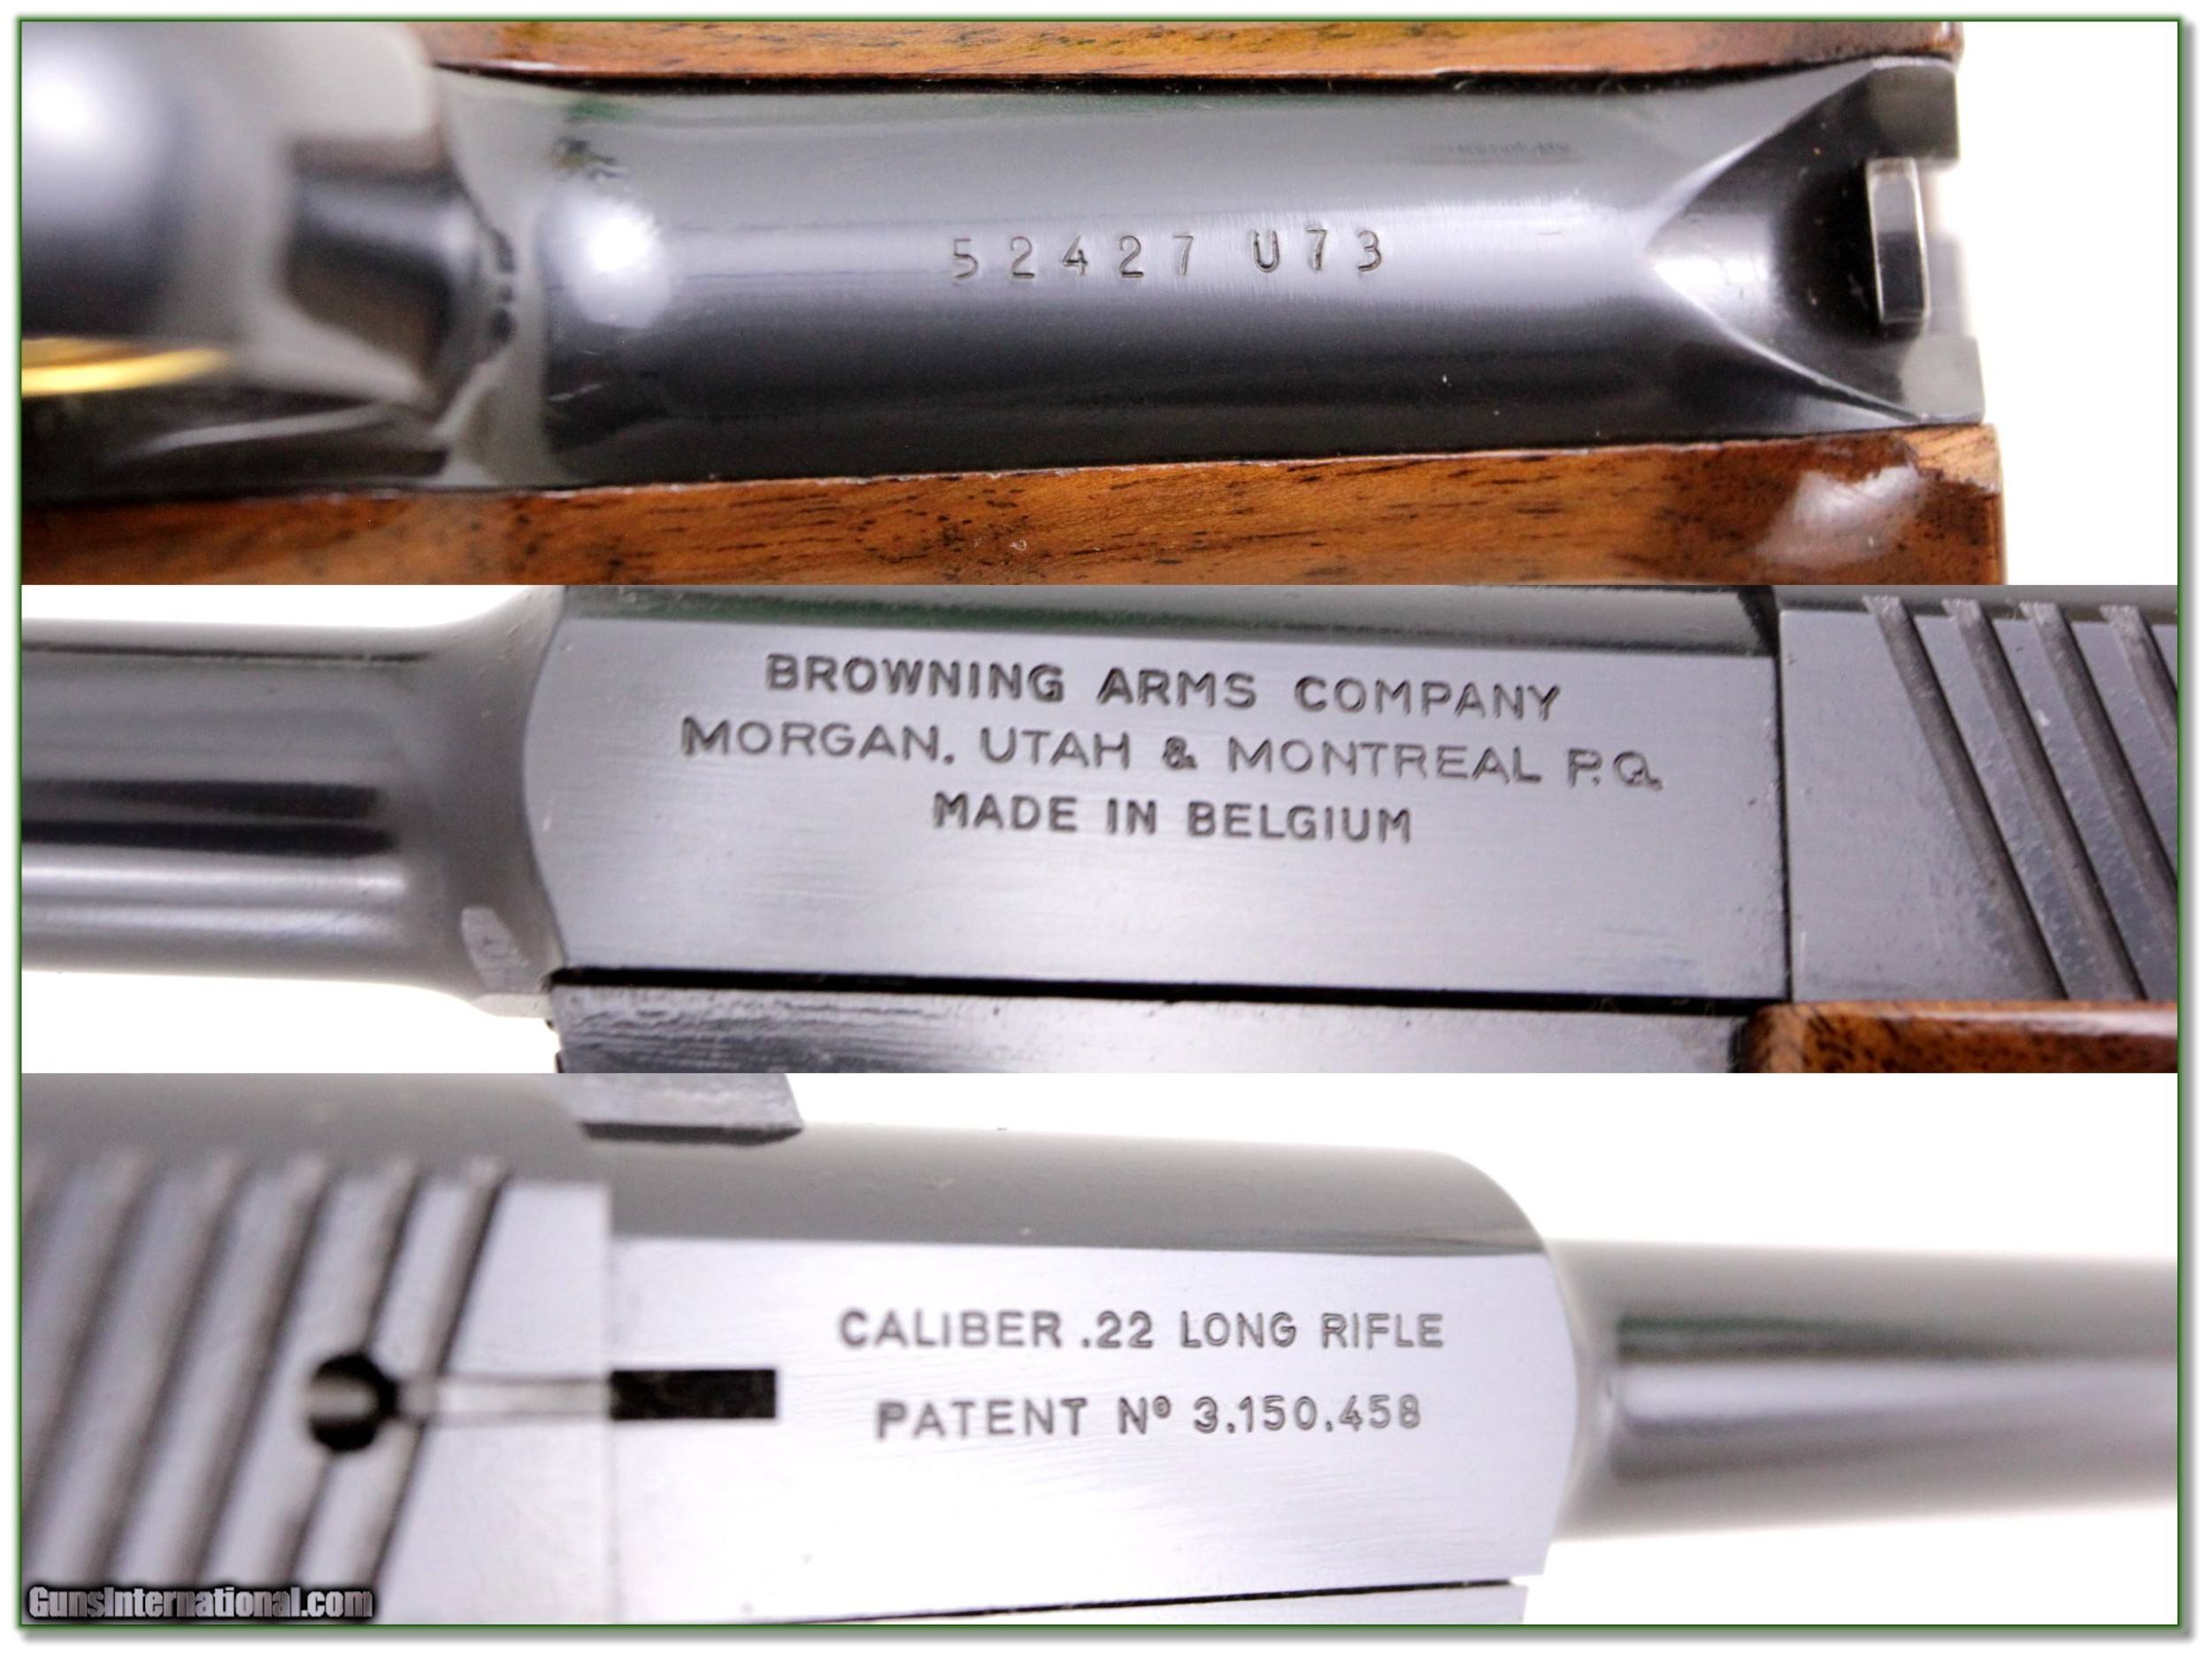 52427 U73
BROWNING ARMS COMPANY
MORGAN, UTAH & MONTREAL P.Q.
MADE IN BELGIUM
CALIBER .22 LONG RIFLE
PATENT Nº 3.150.458
GunsInternational.com